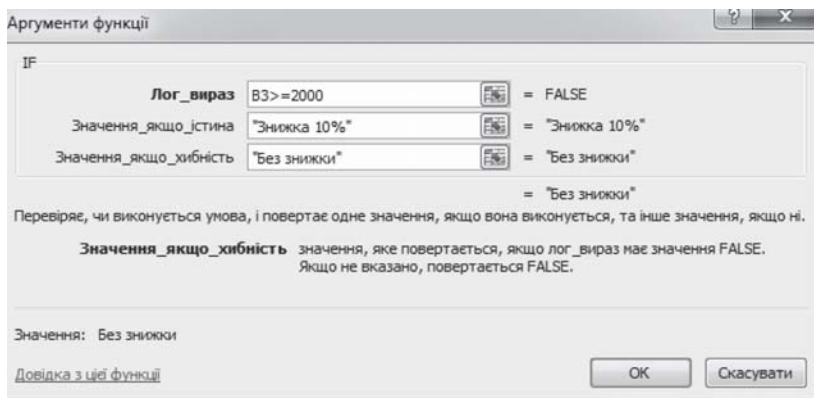 Аргументи функції
IF
Лог_вираз B3>=2000 = FALSE
Значення_якщо_істина "Знижка 10%" = "Знижка 10%"
Значення_якщо_хибність "Без знижки" = "Без знижки"
= "Без знижки"
Перевіряє, чи виконується умова, і повертає одне значення, якщо вона виконується, та інше значення, якщо ні.
Значення_якщо_хибність значення, яке повертається, якщо лог_вираз має значення FALSE.
Якщо не вказано, повертається FALSE.
Значення: Без знижки
Довідка з цієї функції OK Скасувати